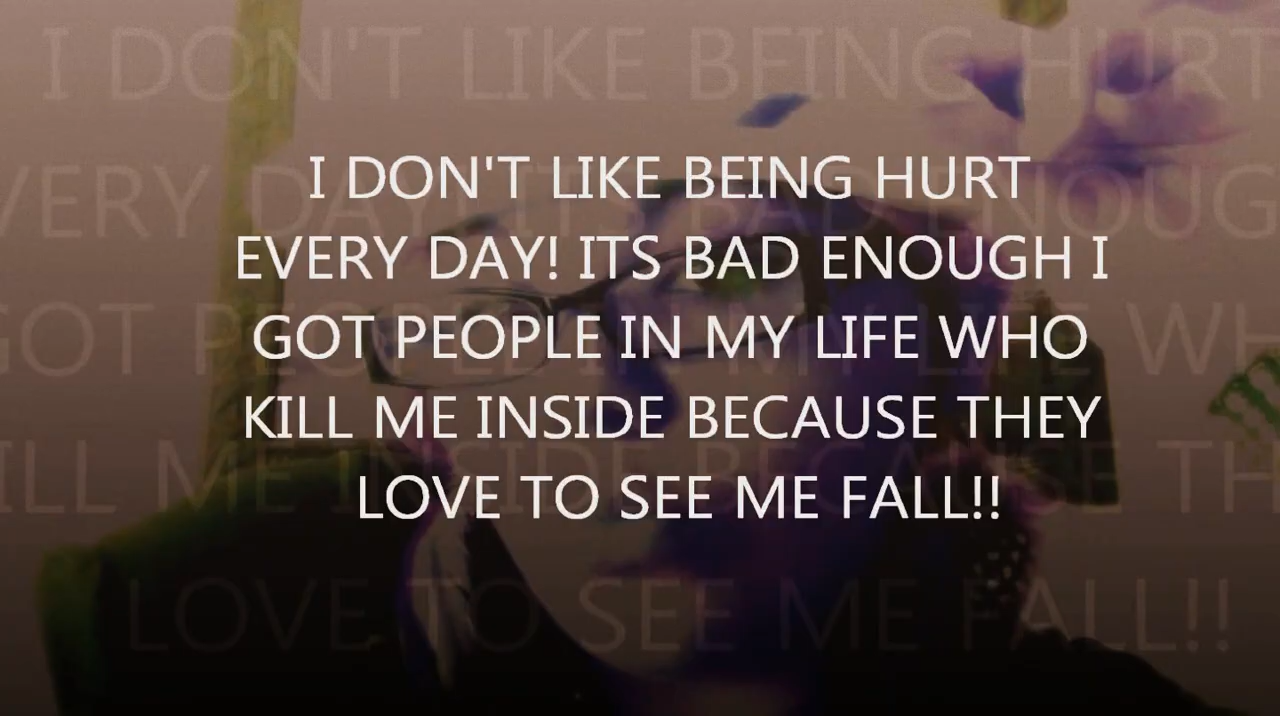 I DON'T LIKE BEING HURT
EVERY DAY! ITS BAD ENOUGH I
GOT PEOPLE IN MY LIFE WHO
KILL ME INSIDE BECAUSE THEY
LOVE TO SEE ME FALL!!